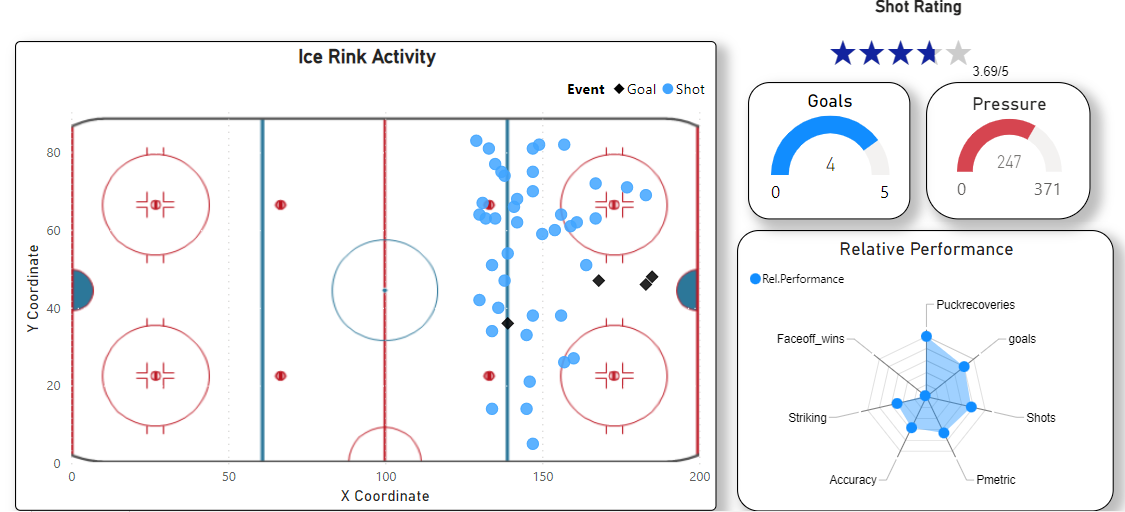 Shot Rating
3.69/5
Ice Rink Activity
Event Goal Shot
Y Coordinate
80
60
40
20
0
0 50 100 150 200
X Coordinate
Goals
4
0 5
Pressure
247
0 371
Relative Performance
Rel.Performance
Puckrecoveries
Faceoff_wins goals
Striking Shots
Accuracy Pmetric